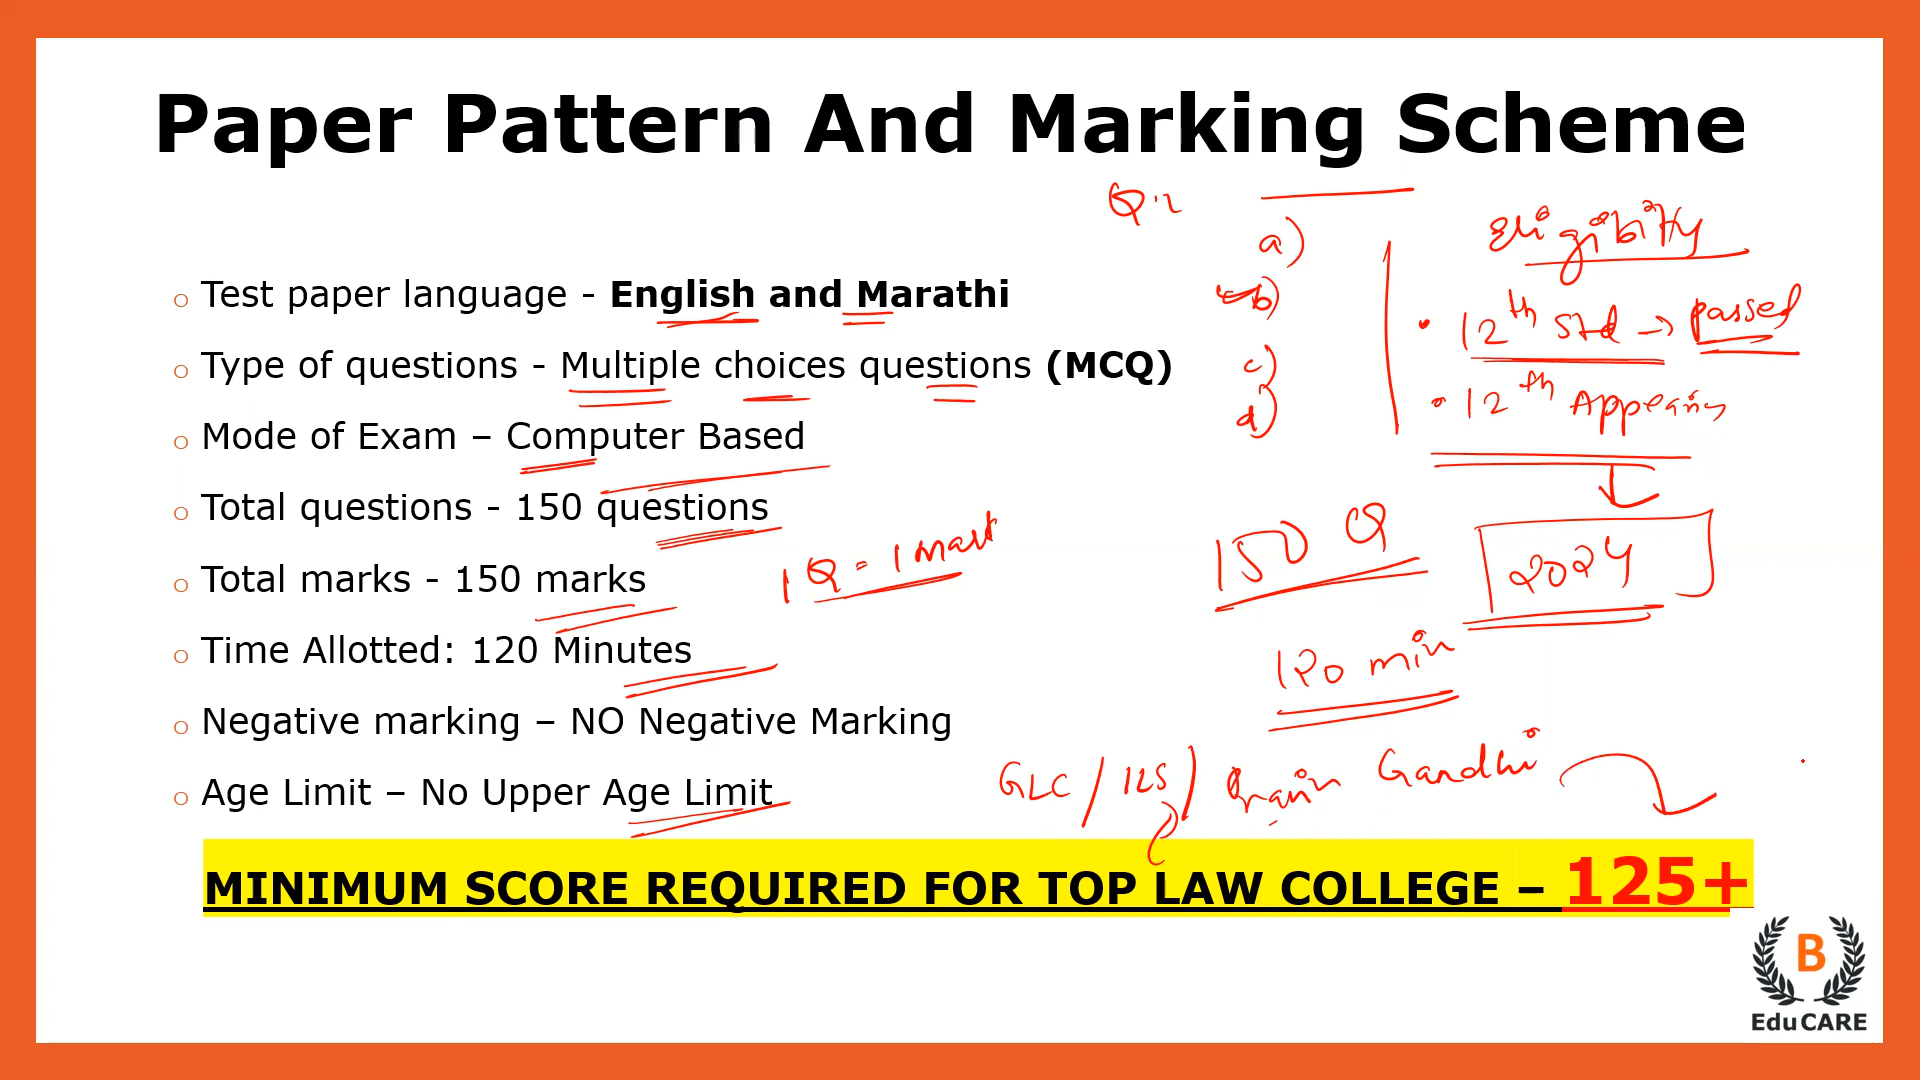 Paper Pattern And Marking Scheme
Test paper language - English and Marathi
Type of questions - Multiple choices questions (MCQ)
Mode of Exam – Computer Based
Total questions - 150 questions
Total marks - 150 marks
Time Allotted: 120 Minutes
Negative marking – NO Negative Marking
Age Limit – No Upper Age Limit
MINIMUM SCORE REQUIRED FOR TOP LAW COLLEGE – 125+
a)
b)
c)
d)
Eligibility
12th Std → passed
12th Appearing
2024
150 Q
1 Q = 1 Mark
120 min
GLC / ILS / Gandhi
B
EduCARE